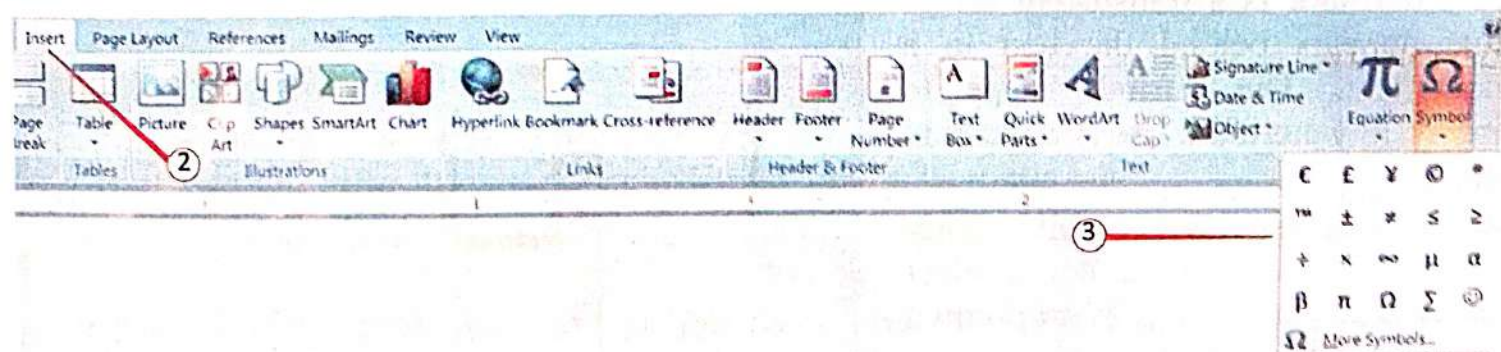 Insert Page Layout References Mailings Review View
Page Break Table Picture Clip Art Shapes SmartArt Chart Hyperlink Bookmark Cross-reference Header Footer Page Number Text Box Quick Parts WordArt Drop Cap Signature Line Date & Time Object Equation Symbol
Tables Illustrations Links Header & Footer Text
2
3
€ £ ¥ ©
™ ± ≠ ≤ ≥
÷ × ∞ µ α
β π Ω Σ ☺
Ω More Symbols...